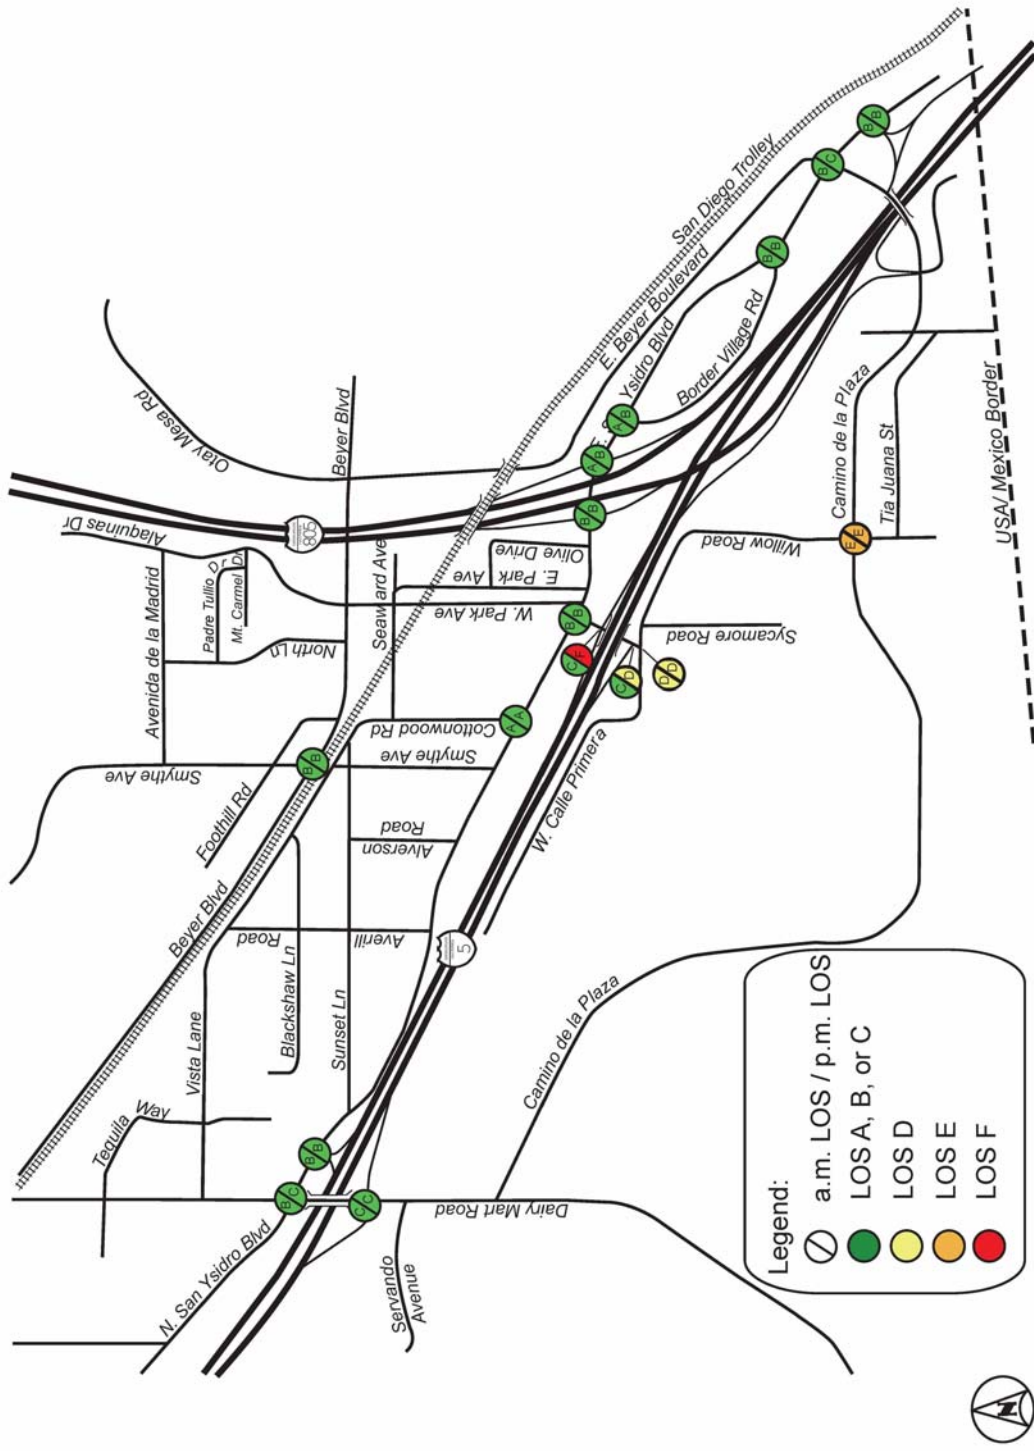 Otay Mesa Rd
Alaquinas Dr
Avenida de la Madrid
Padre Tullio Dr
Mt. Carmel Dr
North Ln
Smythe Ave
Foothill Rd
Beyer Blvd
Beyer Blvd
805
Seaward Ave
W. Park Ave
E. Park Ave
Olive Drive
Cottonwood Rd
Smythe Ave
Alverson
Road
Averill
Road
Blackshaw Ln
Sunset Ln
Vista Lane
Tequila Way
N. San Ysidro Blvd
Servando
Avenue
Dairy Mart Road
5
W. Calle Primera
Camino de la Plaza
Sycamore Road
Willow Road
Camino de la Plaza
Tia Juana St
USA/ Mexico Border
San Diego Trolley
E. Beyer Boulevard
E. S
Ysidro Blvd
Border Village Rd
B
C
B
B
C
C
B
B
A
A
C
F
B
B
C
D
D
D
B
B
A
B
A
B
B
B
B
C
B
B
E
E
Legend:
a.m. LOS / p.m. LOS
LOS A, B, or C
LOS D
LOS E
LOS F
N